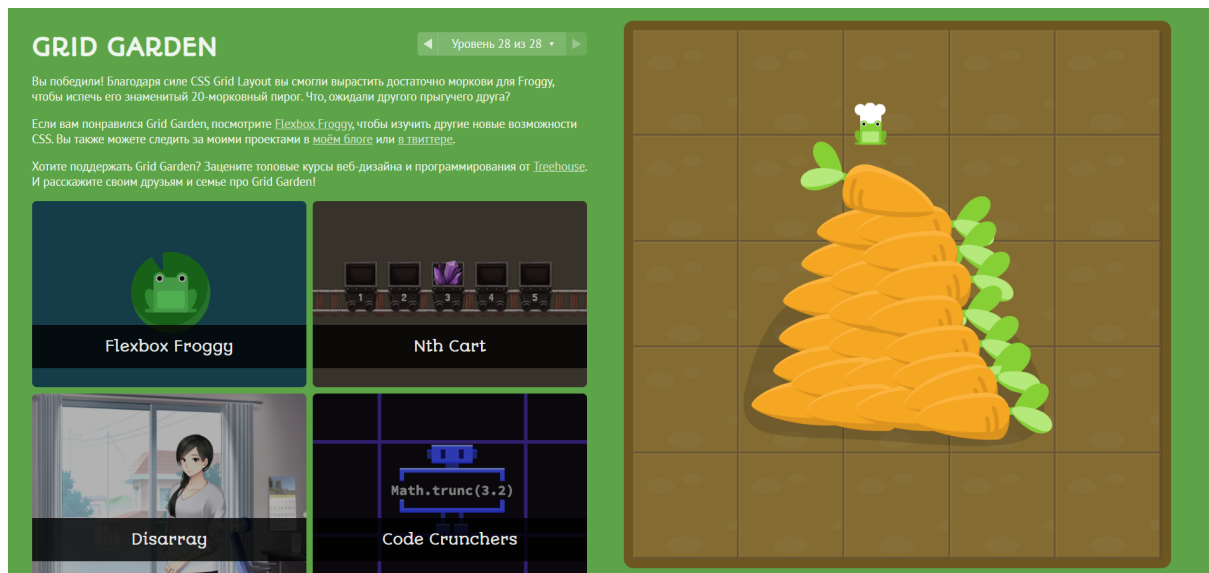 GRID GARDEN
Уровень 28 из 28
Вы победили! Благодаря силе CSS Grid Layout вы смогли вырастить достаточно моркови для Froggy,
чтобы испечь его знаменитый 20-морковный пирог. Что, ожидали другого прыгучего друга?
Если вам понравился Grid Garden, посмотрите Flexbox Froggy, чтобы изучить другие новые возможности
CSS. Вы также можете следить за моими проектами в моём блоге или в твиттере.
Хотите поддержать Grid Garden? Зацените топовые курсы веб-дизайна и программирования от Treehouse.
И расскажите своим друзьям и семье про Grid Garden!
Flexbox Froggy
1 2 3 4 5
Nth Cart
Disarray
Math.trunc(3.2)
Code Crunchers